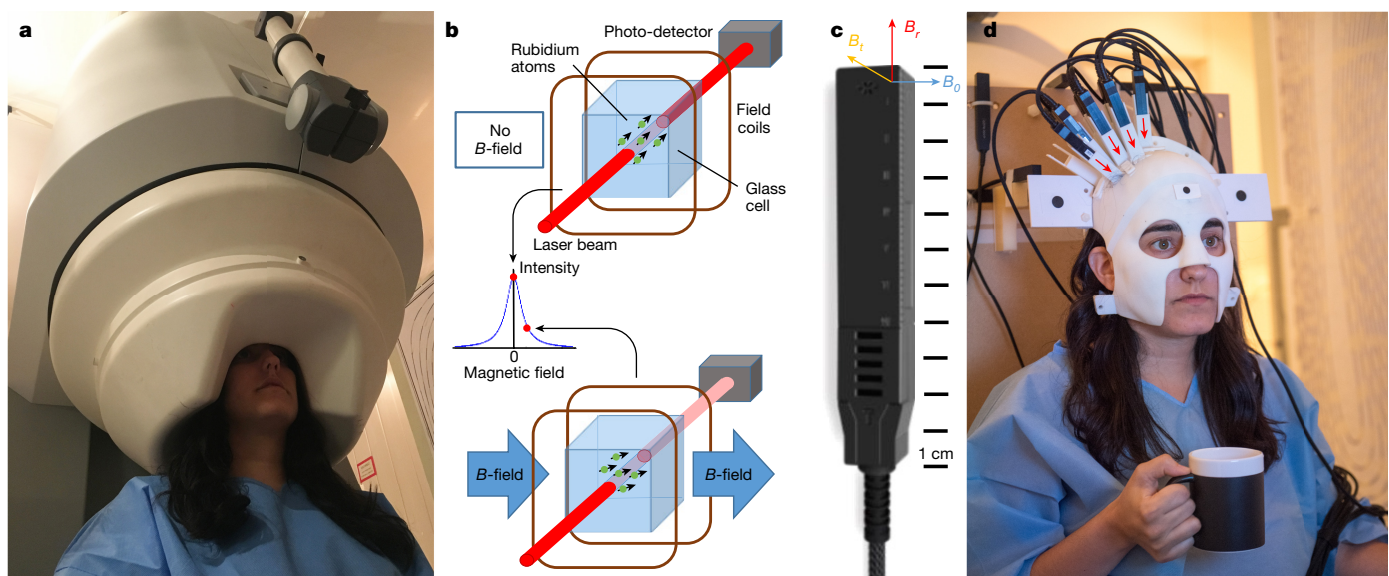 a
b
Photo-detector
Rubidium
atoms
No
B-field
Field
coils
Glass
cell
Laser beam
Intensity
0
Magnetic field
B-field
B-field
c
Br
Bt
B0
1 cm
d